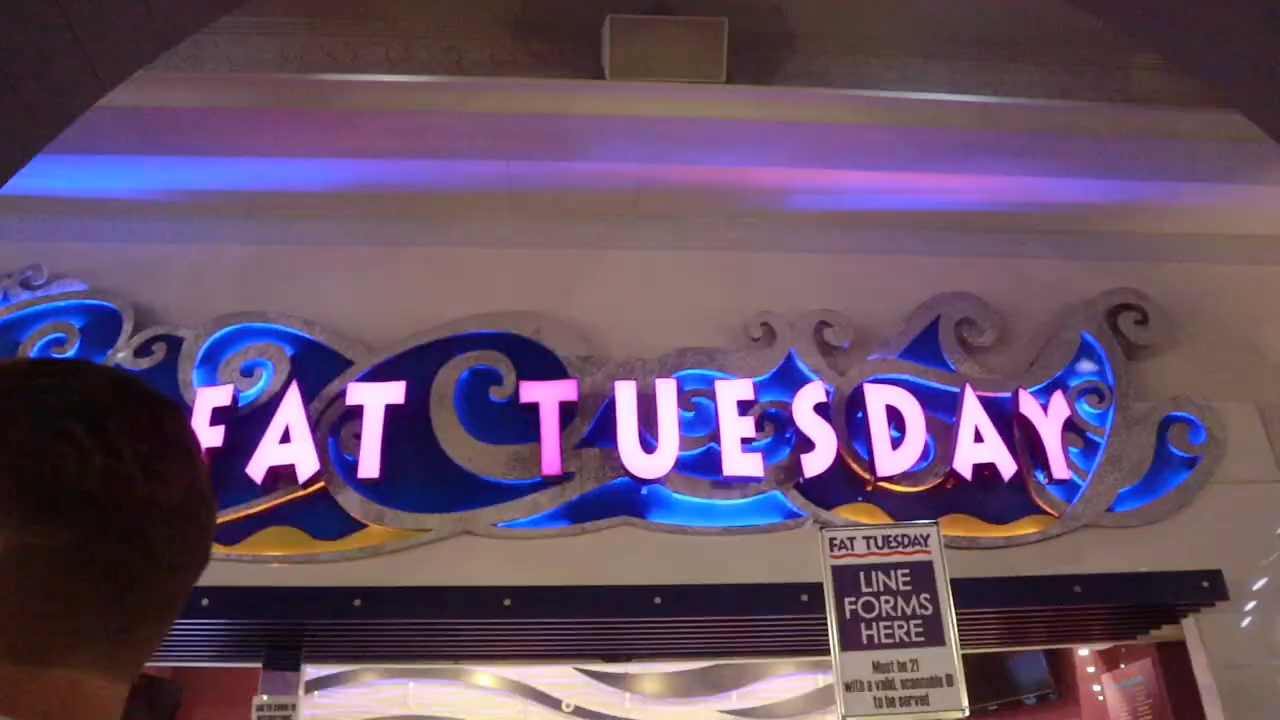 FAT TUESDAY
FAT TUESDAY
LINE
FORMS
HERE
Must be 21
with a valid, scannable ID
to be served